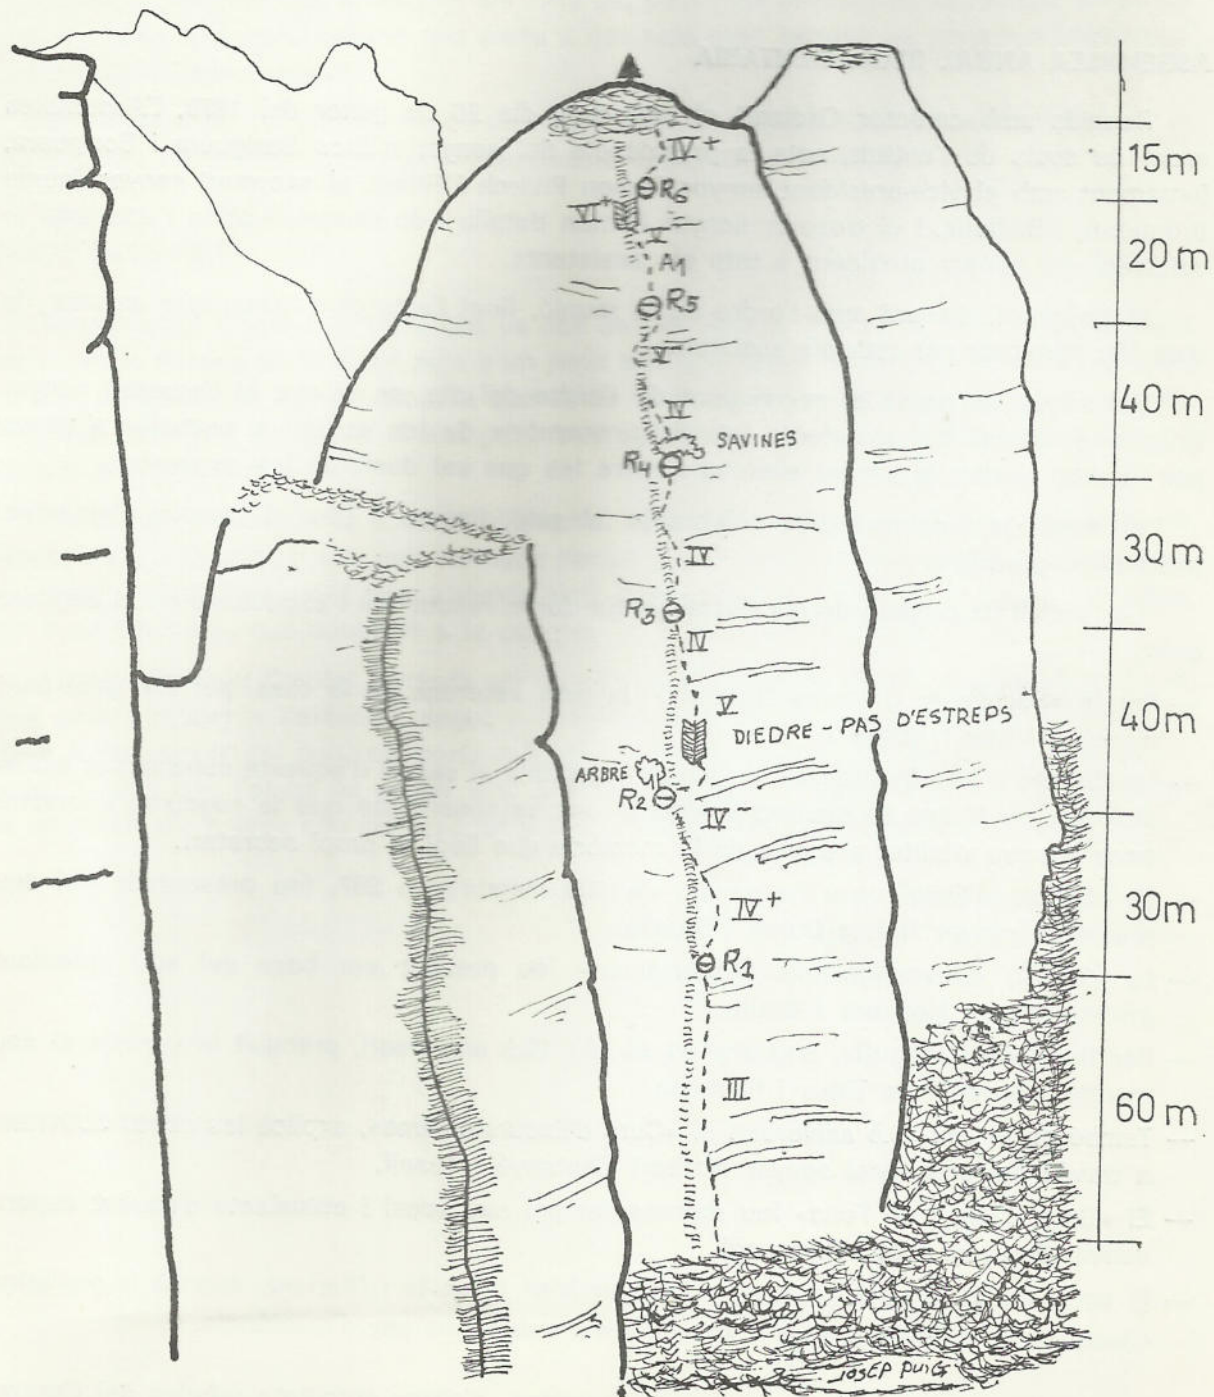 IV+
15m
R6
VI+
V
20m
A1
R5
V
40m
IV
SAVINES
R4
IV
30m
R3
IV
V
DIEDRE - PAS D'ESTREPS
40m
ARBRE
R2
IV-
IV+
30m
R1
III
60m
JOSEP PUIG